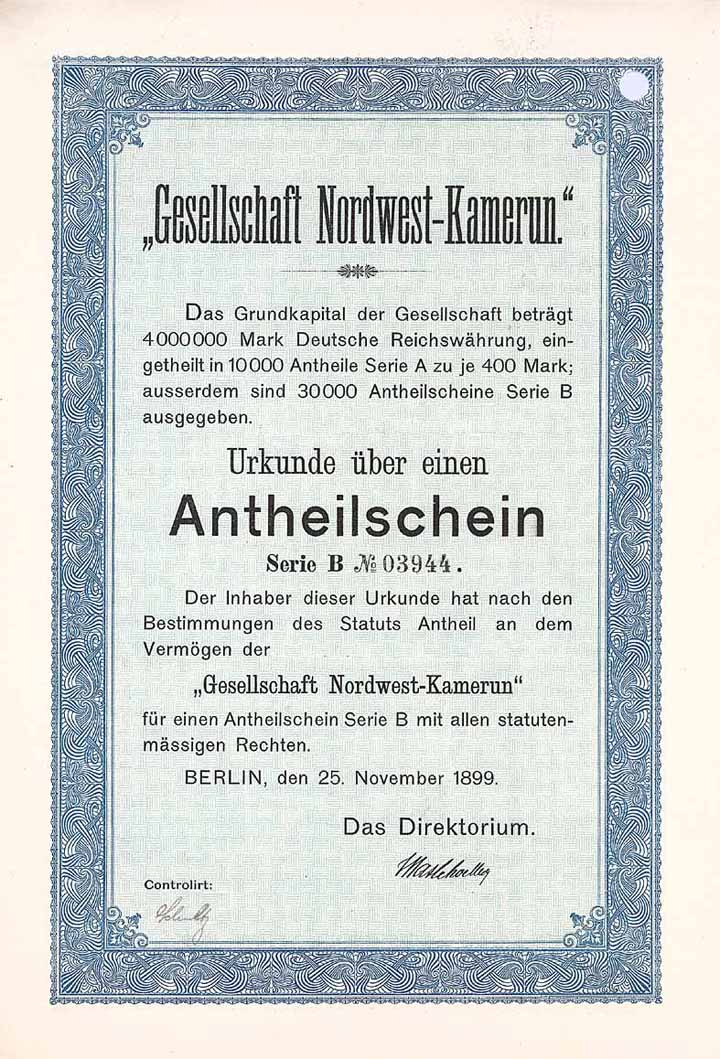 „Gesellschaft Nordwest-Kamerun.“
Das Grundkapital der Gesellschaft beträgt
4000000 Mark Deutsche Reichswährung, ein-
getheilt in 10000 Antheile Serie A zu je 400 Mark;
ausserdem sind 30000 Antheilscheine Serie B
ausgegeben.
Urkunde über einen
Antheilschein
Serie B № 03944.
Der Inhaber dieser Urkunde hat nach den
Bestimmungen des Statuts Antheil an dem
Vermögen der
„Gesellschaft Nordwest-Kamerun“
für einen Antheilschein Serie B mit allen statuten-
mässigen Rechten.
BERLIN, den 25. November 1899.
Das Direktorium.
Controlirt: